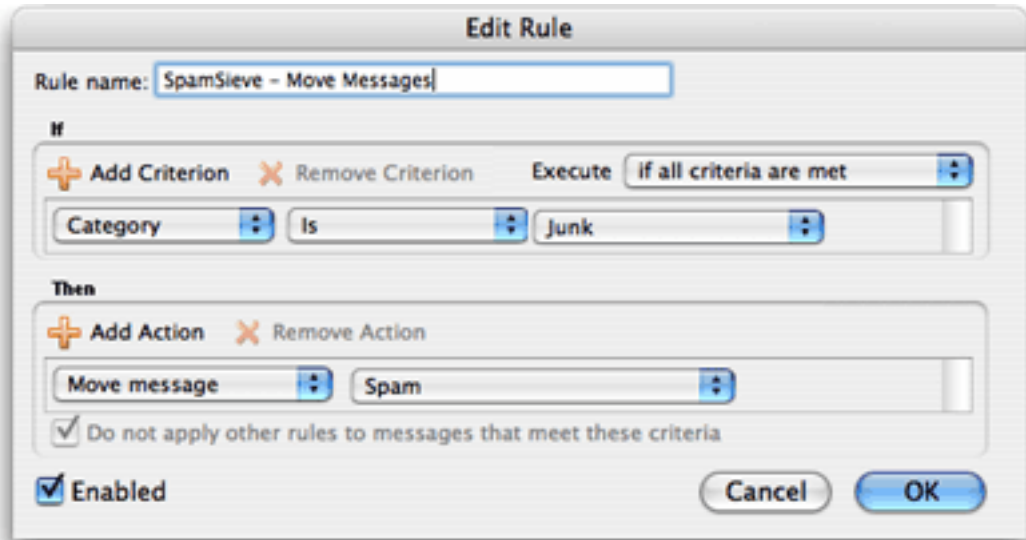 Edit Rule
Rule name: SpamSieve – Move Messages
If
Add Criterion Remove Criterion Execute if all criteria are met
Category Is Junk
Then
Add Action Remove Action
Move message Spam
Do not apply other rules to messages that meet these criteria
Enabled Cancel OK